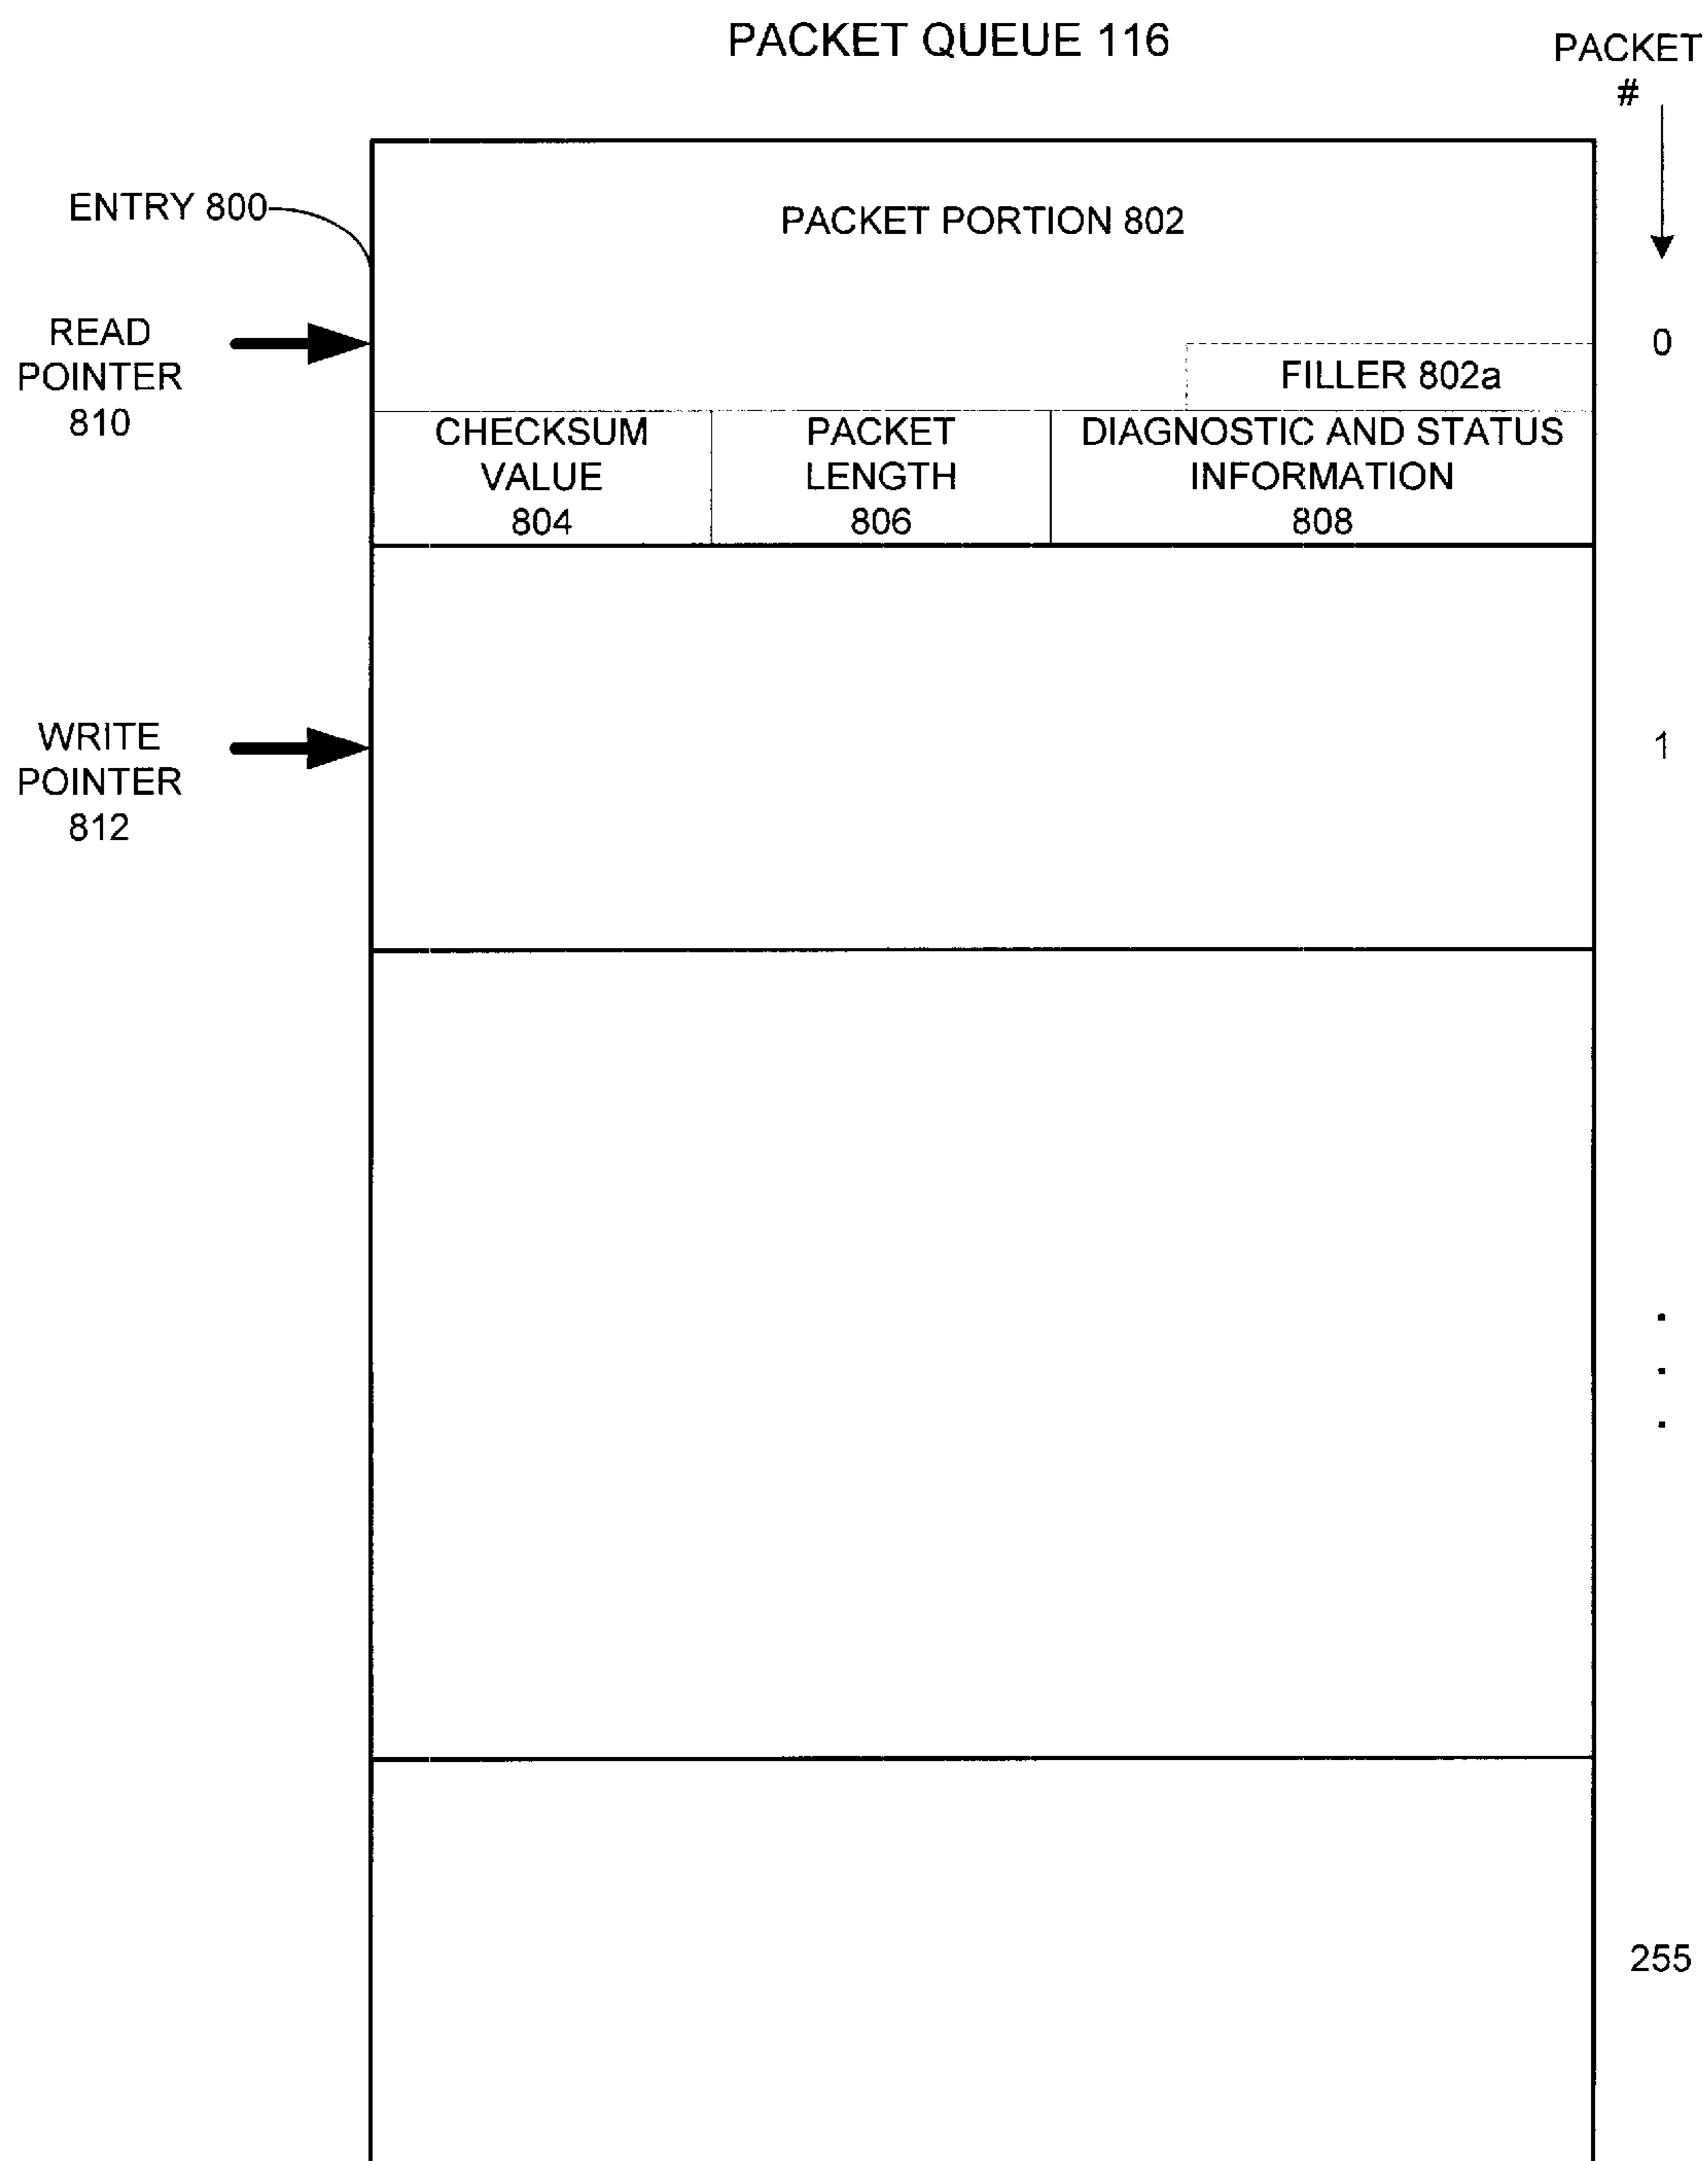 PACKET QUEUE 116
PACKET
#
ENTRY 800
PACKET PORTION 802
READ
POINTER
810
0
FILLER 802a
CHECKSUM
VALUE
804
PACKET
LENGTH
806
DIAGNOSTIC AND STATUS
INFORMATION
808
WRITE
POINTER
812
1
.
.
.
255